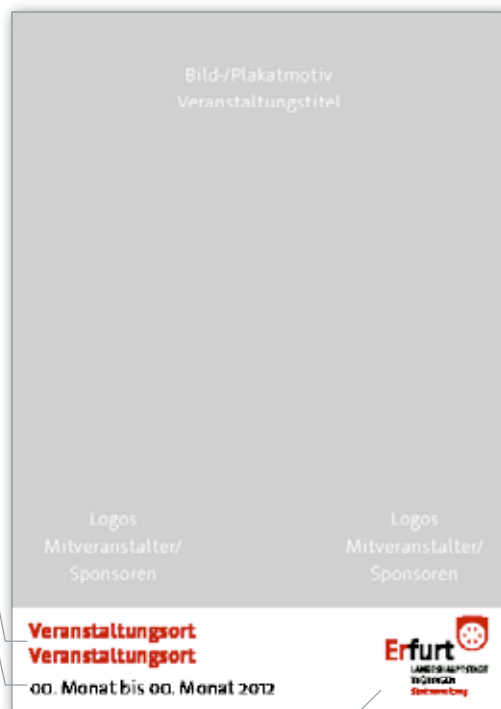 Bild-/Plakatmotiv
Veranstaltungstitel
Logos
Mitveranstalter/
Sponsoren
Logos
Mitveranstalter/
Sponsoren
Veranstaltungsort
Veranstaltungsort
00. Monat bis 00. Monat 2012
Erfurt
LANDESHAUPTSTADT
THÜRINGEN
Stadtverwaltung